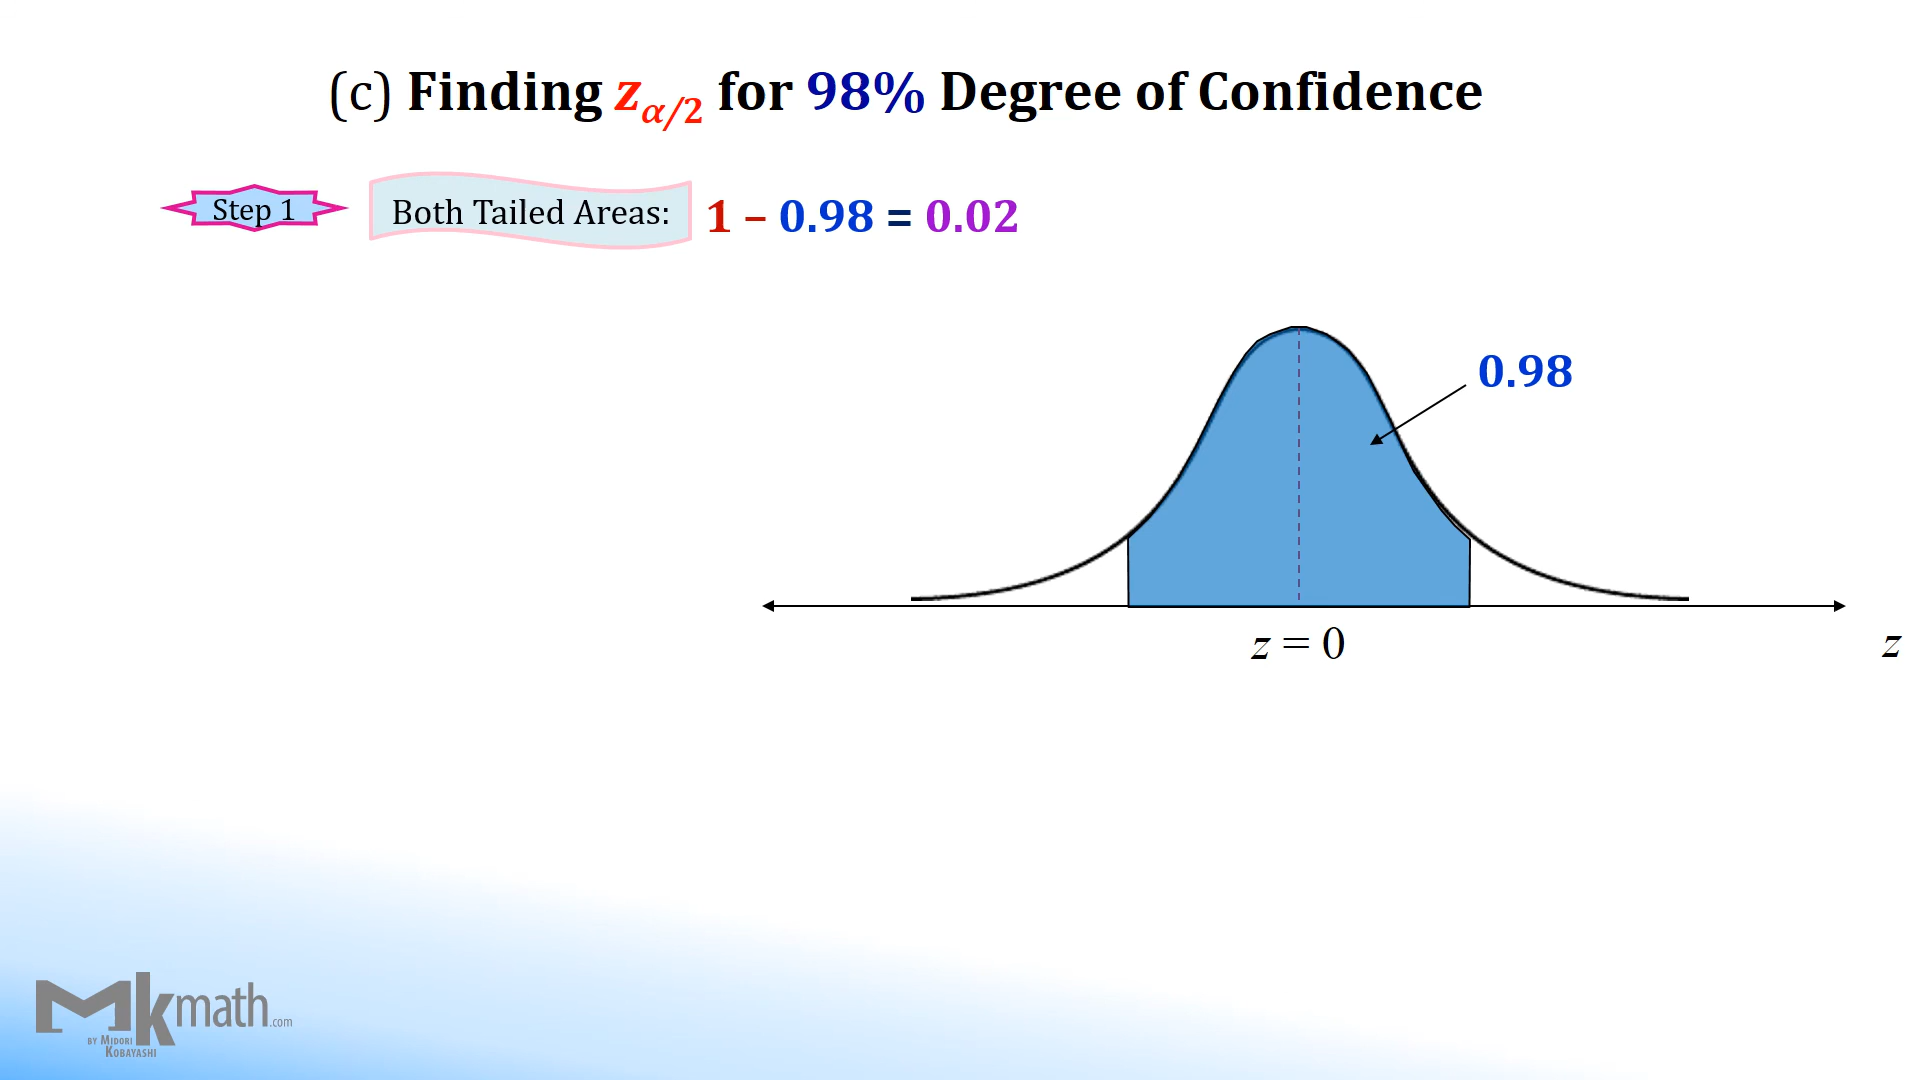 (c) Finding z_{α/2} for 98% Degree of Confidence
Step 1
Both Tailed Areas: 1 – 0.98 = 0.02
0.98
z = 0
z
Mkmath.com
BY MIDORI
KOBAYASHI